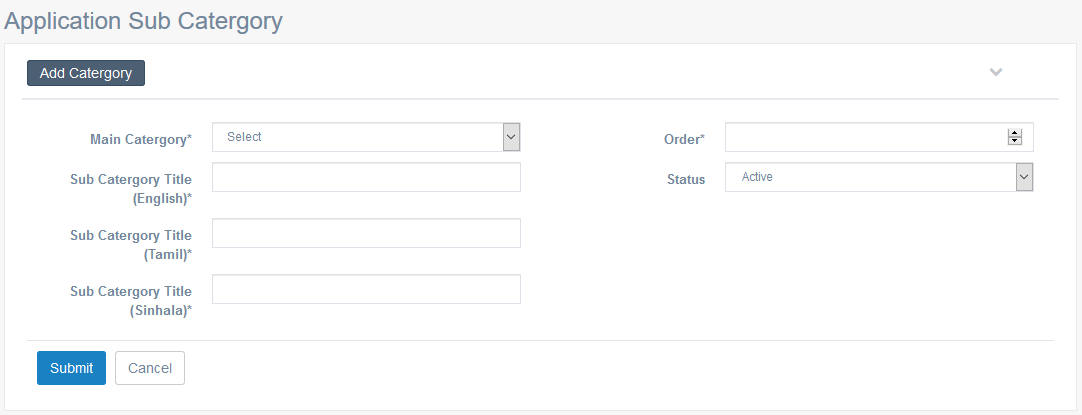 Application Sub Catergory
Add Catergory
Main Catergory*
Select
Order*
Sub Catergory Title
(English)*
Status
Active
Sub Catergory Title
(Tamil)*
Sub Catergory Title
(Sinhala)*
Submit
Cancel